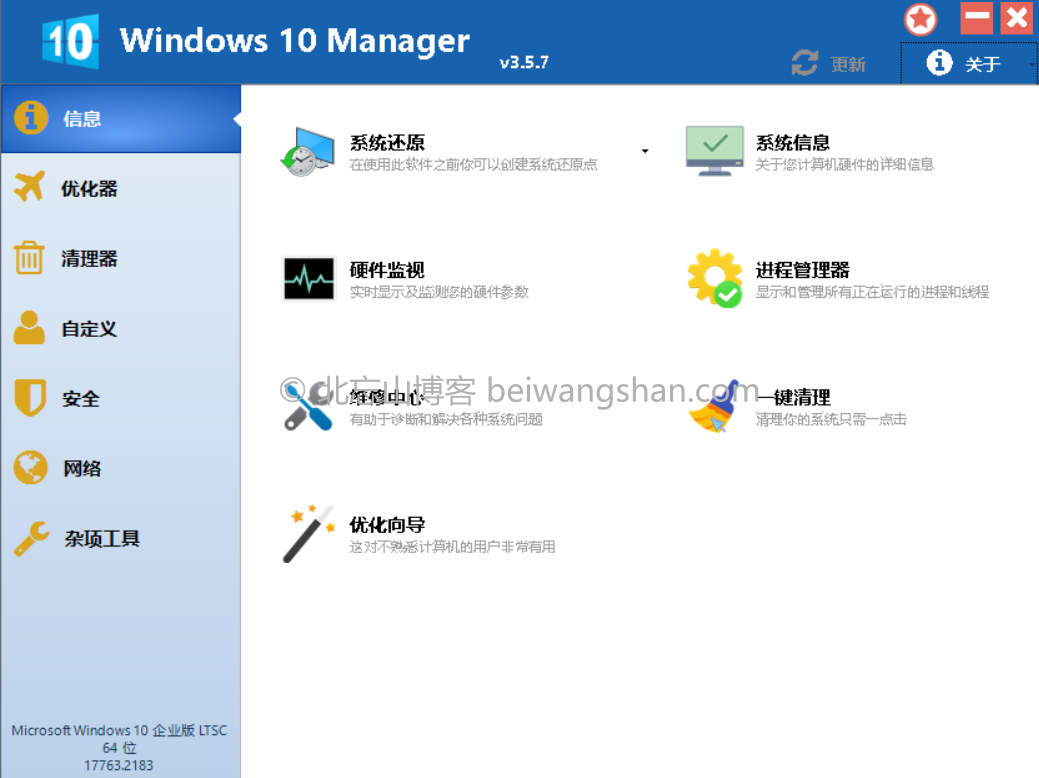 10 Windows 10 Manager
v3.5.7
更新
关于
信息
优化器
清理器
自定义
安全
网络
杂项工具
Microsoft Windows 10 企业版 LTSC
64 位
17763.2183
系统还原
在使用此软件之前你可以创建系统还原点
系统信息
关于您计算机硬件的详细信息
硬件监视
实时显示及监测您的硬件参数
进程管理器
显示和管理所有正在运行的进程和线程
维修中心
有助于诊断和解决各种系统问题
一键清理
清理你的系统只需一点击
© 北忘山博客 beiwangshan.com
优化向导
这对不熟悉计算机的用户非常有用